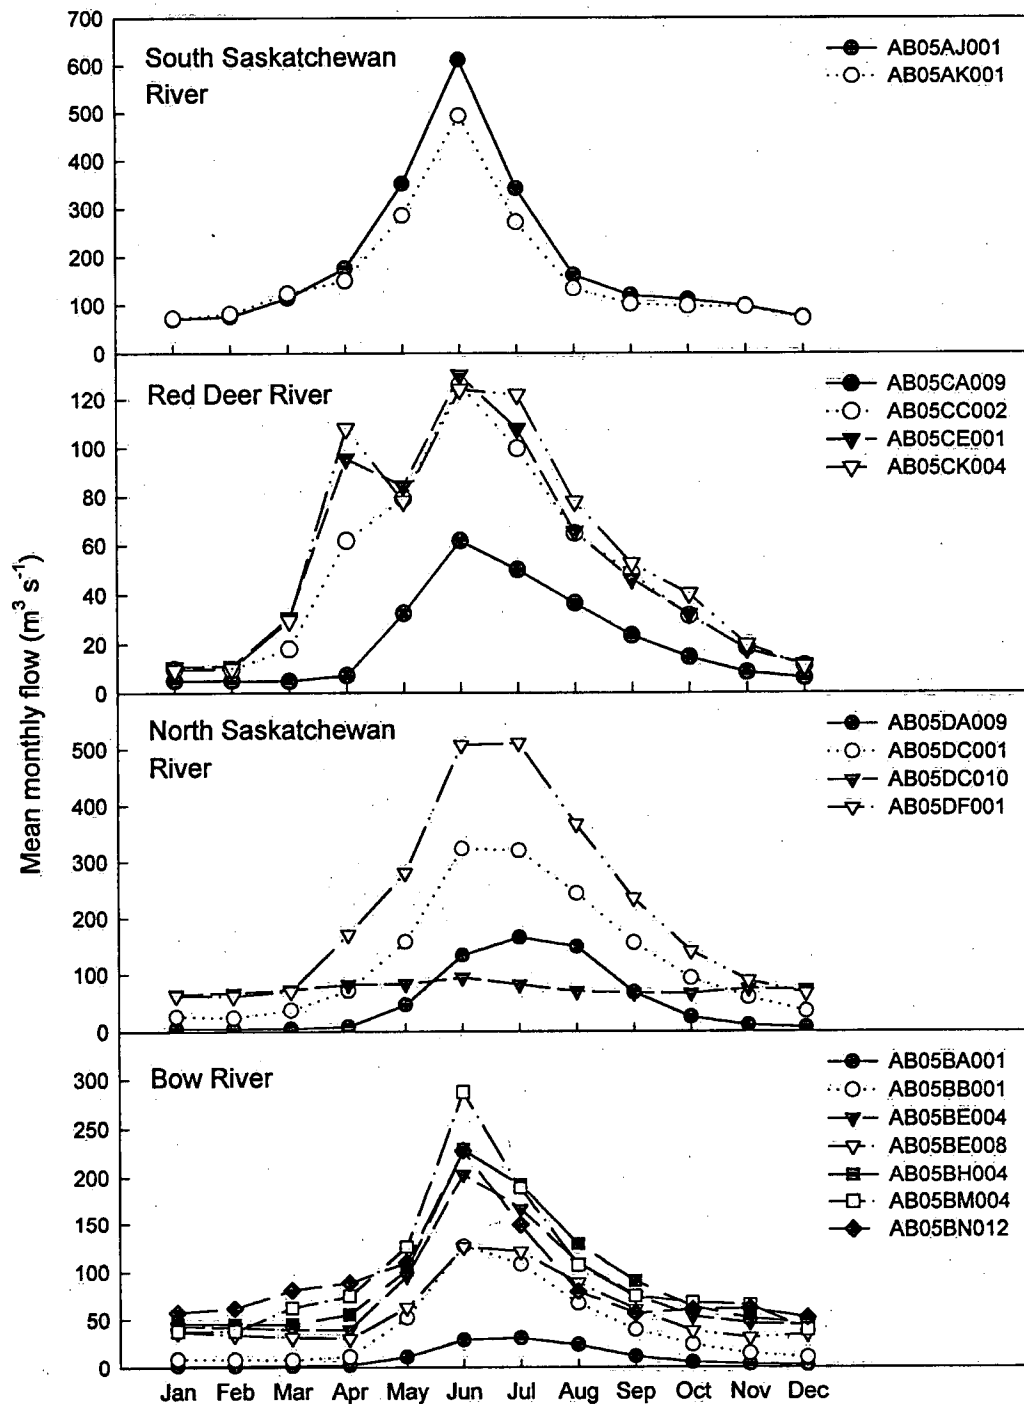 Mean monthly flow (m³ s⁻¹)
700
600
500
400
300
200
100
0
South Saskatchewan
River
AB05AJ001
AB05AK001
120
100
80
60
40
20
0
Red Deer River
AB05CA009
AB05CC002
AB05CE001
AB05CK004
500
400
300
200
100
0
North Saskatchewan
River
AB05DA009
AB05DC001
AB05DC010
AB05DF001
300
250
200
150
100
50
0
Bow River
AB05BA001
AB05BB001
AB05BE004
AB05BE008
AB05BH004
AB05BM004
AB05BN012
Jan Feb Mar Apr May Jun Jul Aug Sep Oct Nov Dec